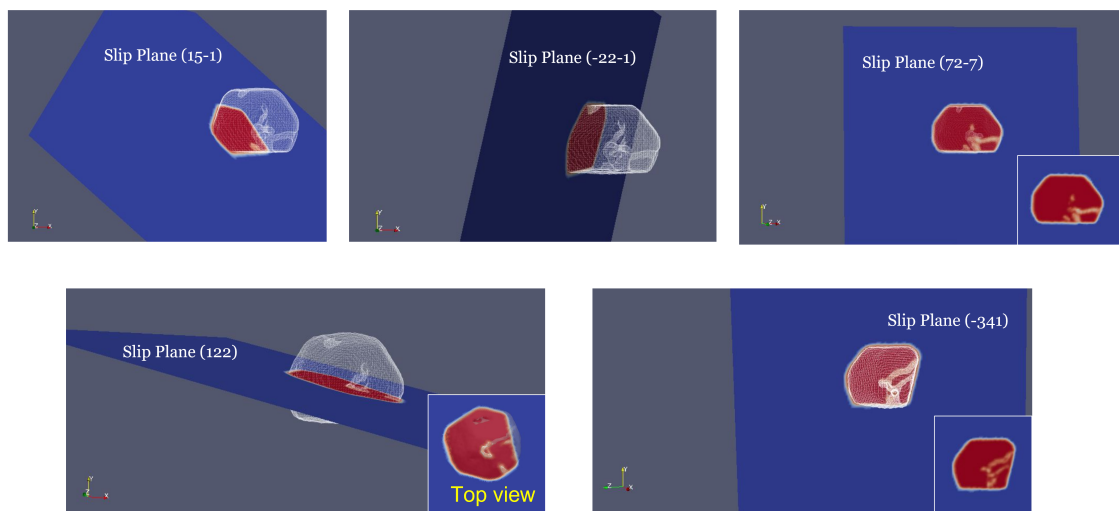 Slip Plane (15-1)
Slip Plane (-22-1)
Slip Plane (72-7)
Slip Plane (122)
Top view
Slip Plane (-341)
Y
Z X
Y
Z X
Y
Z X
Y
Z X
Y
Z X